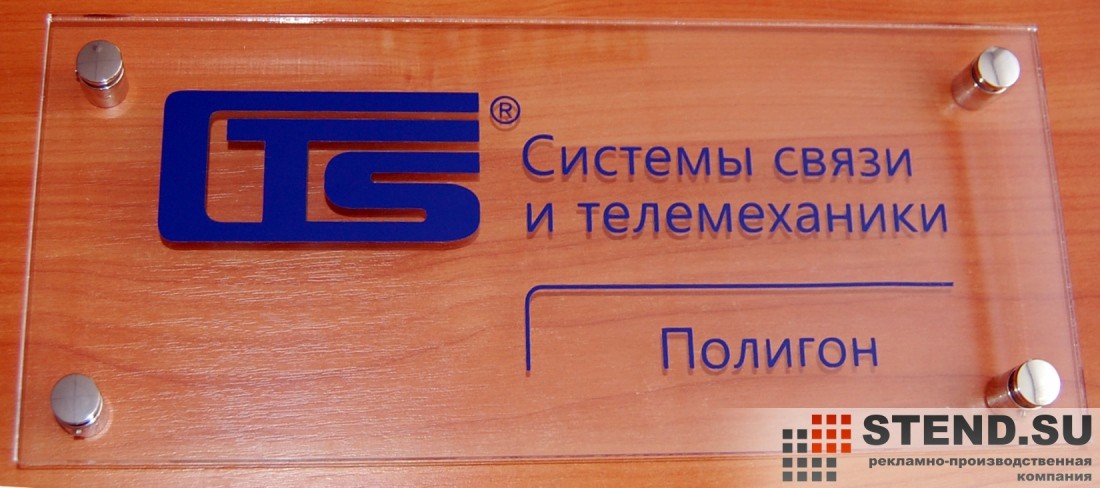 CTS®
Системы связи
и телемеханики
Полигон
STEND.SU
рекламно-производственная
компания